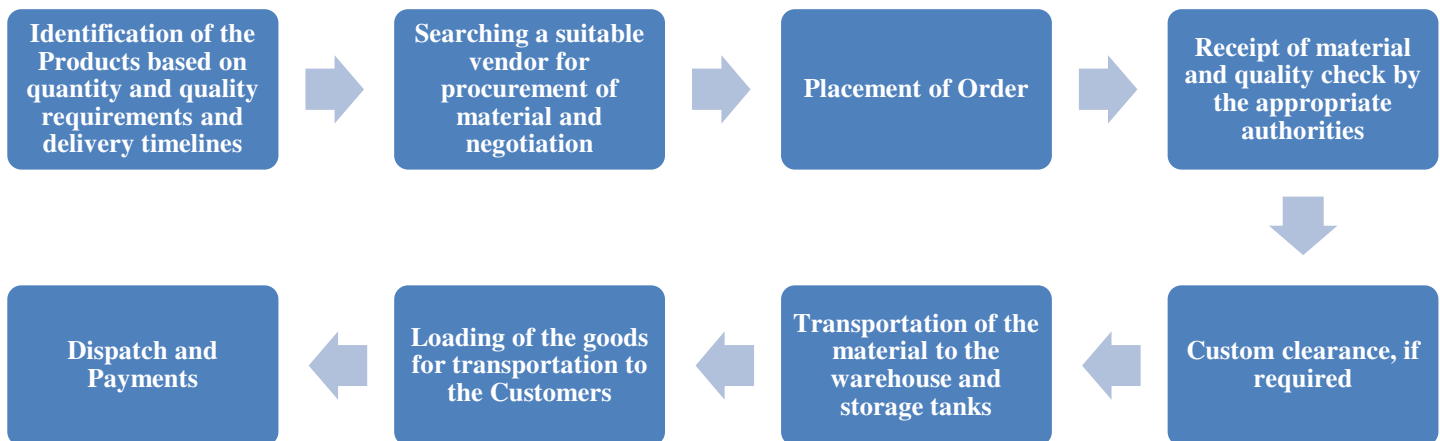 Identification of the
Products based on
quantity and quality
requirements and
delivery timelines
Searching a suitable
vendor for
procurement of
material and
negotiation
Placement of Order
Receipt of material
and quality check by
the appropriate
authorities
Custom clearance, if
required
Transportation of the
material to the
warehouse and
storage tanks
Loading of the goods
for transportation to
the Customers
Dispatch and
Payments